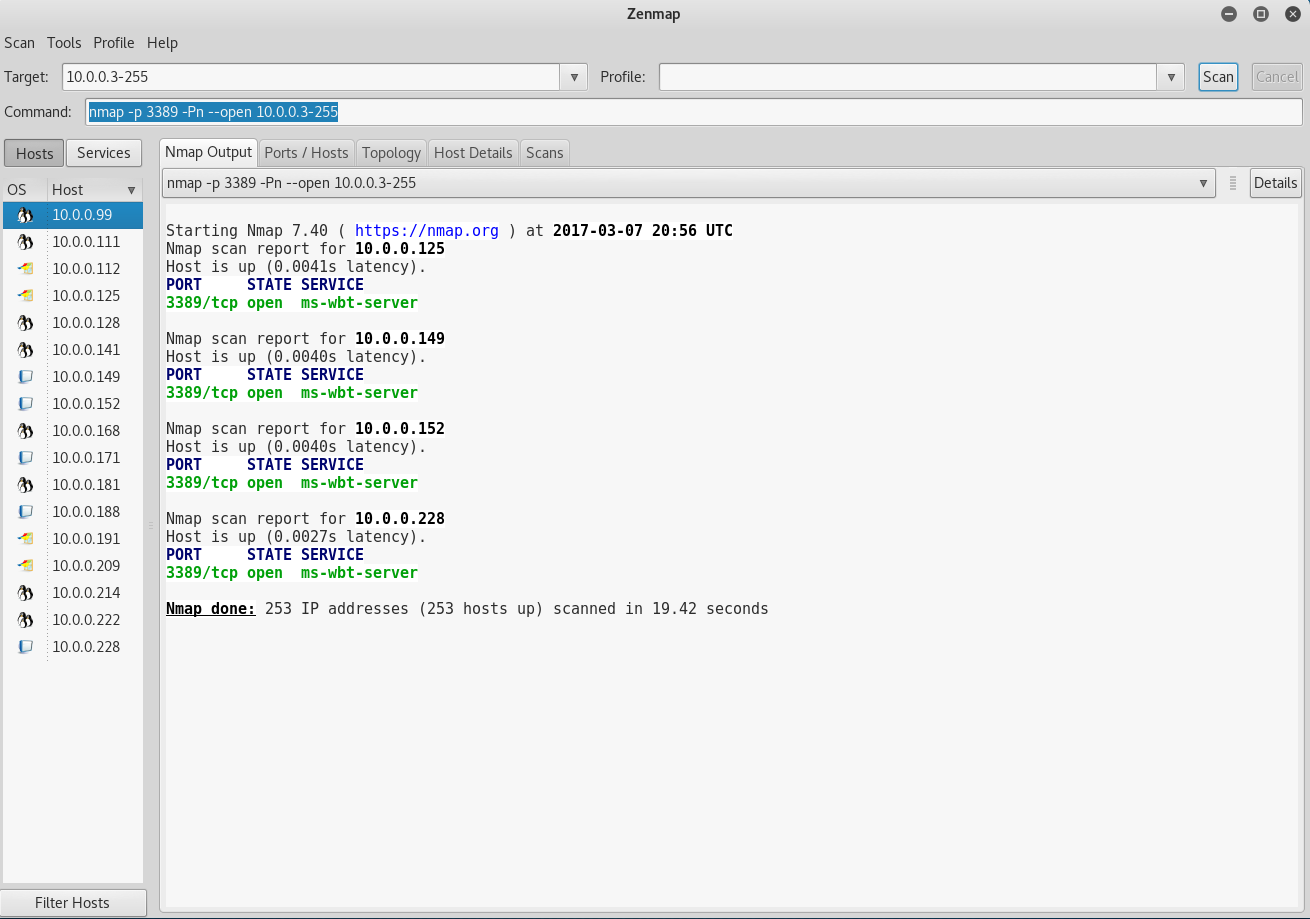 Zenmap
Scan Tools Profile Help
Target: 10.0.0.3-255 Profile: Scan Cancel
Command: nmap -p 3389 -Pn --open 10.0.0.3-255
Hosts Services
Nmap Output Ports / Hosts Topology Host Details Scans
nmap -p 3389 -Pn --open 10.0.0.3-255 Details
OS Host
10.0.0.99
10.0.0.111
10.0.0.112
10.0.0.125
10.0.0.128
10.0.0.141
10.0.0.149
10.0.0.152
10.0.0.168
10.0.0.171
10.0.0.181
10.0.0.188
10.0.0.191
10.0.0.209
10.0.0.214
10.0.0.222
10.0.0.228
Filter Hosts
Starting Nmap 7.40 ( https://nmap.org ) at 2017-03-07 20:56 UTC
Nmap scan report for 10.0.0.125
Host is up (0.0041s latency).
PORT     STATE SERVICE
3389/tcp open  ms-wbt-server
Nmap scan report for 10.0.0.149
Host is up (0.0040s latency).
PORT     STATE SERVICE
3389/tcp open  ms-wbt-server
Nmap scan report for 10.0.0.152
Host is up (0.0040s latency).
PORT     STATE SERVICE
3389/tcp open  ms-wbt-server
Nmap scan report for 10.0.0.228
Host is up (0.0027s latency).
PORT     STATE SERVICE
3389/tcp open  ms-wbt-server
Nmap done: 253 IP addresses (253 hosts up) scanned in 19.42 seconds